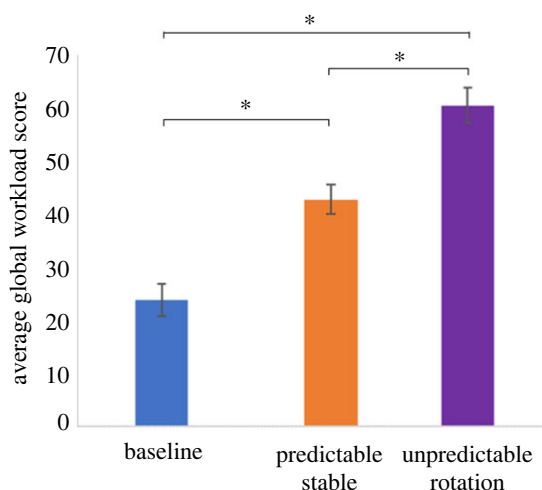 *
*
*
70
60
50
40
30
20
10
0
average global workload score
baseline
predictable
stable
unpredictable
rotation